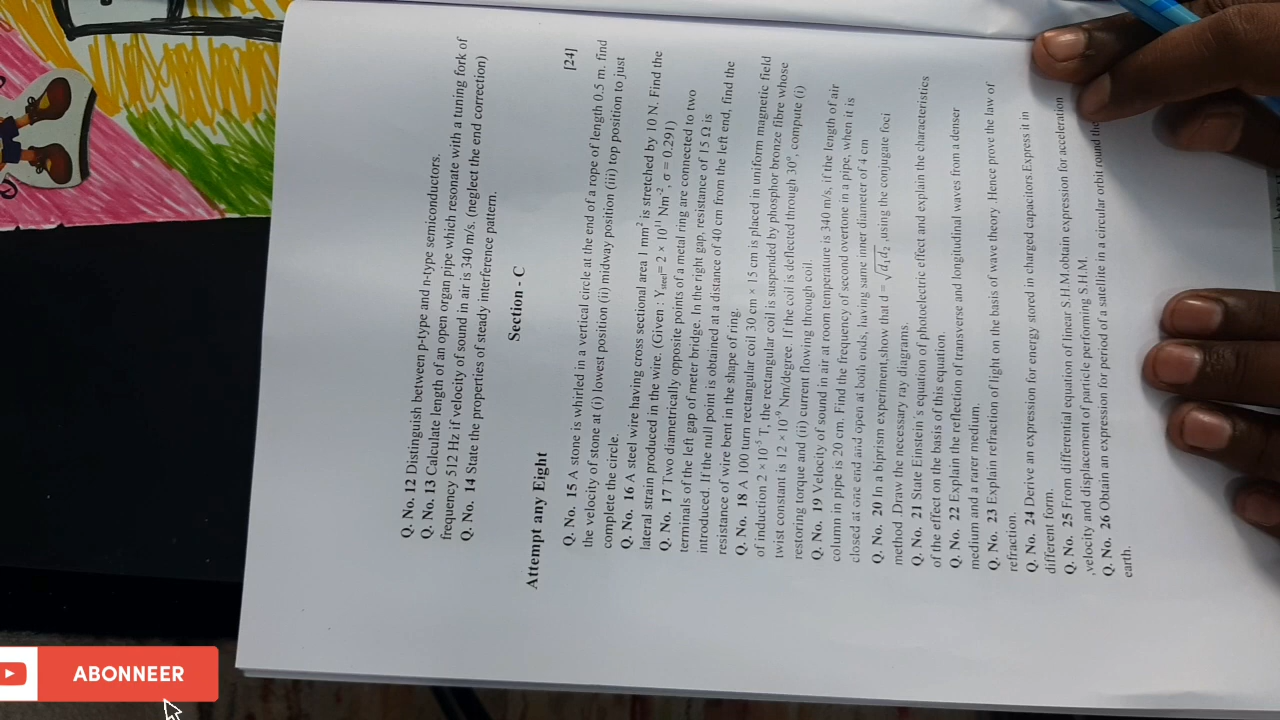 Q. No. 12 Distinguish between p-type and n-type semiconductors.
Q. No. 13 Calculate length of an open organ pipe which resonate with a tuning fork of
frequency 512 Hz if velocity of sound in air is 340 m/s. (neglect the end correction)
Q. No. 14 State the properties of steady interference pattern.
Section - C
Attempt any Eight [24]
Q. No. 15 A stone is whirled in a vertical circle at the end of a rope of length 0.5 m. find
the velocity of stone at (i) lowest position (ii) midway position (iii) top position to just
complete the circle.
Q. No. 16 A steel wire having cross sectional area 1 mm² is stretched by 10 N. Find the
lateral strain produced in the wire. (Given : Y steel= 2 × 10¹¹ Nm⁻², σ = 0.291)
Q. No. 17 Two diametrically opposite points of a metal ring are connected to two
terminals of the left gap of meter bridge. In the right gap, resistance of 15 Ω is
introduced. If the null point is obtained at a distance of 40 cm from the left end, find the
resistance of wire bent in the shape of ring.
Q. No. 18 A 100 turn rectangular coil 30 cm × 15 cm is placed in uniform magnetic field
of induction 2 ×10⁻⁵ T, the rectangular coil is suspended by phosphor bronze fibre whose
twist constant is 12 ×10⁻⁹ Nm/degree. If the coil is deflected through 30⁰, compute (i)
restoring torque and (ii) current flowing through coil.
Q. No. 19 Velocity of sound in air at room temperature is 340 m/s, if the length of air
column in pipe is 20 cm. Find the frequency of second overtone in a pipe, when it is
closed at one end and open at both ends, having same inner diameter of 4 cm
Q. No. 20 In a biprism experiment,show that d = √d₁d₂ ,using the conjugate foci
method .Draw the necessary ray diagrams.
Q. No. 21 State Einstein's equation of photoelectric effect and explain the characteristics
of the effect on the basis of this equation.
Q. No. 22 Explain the reflection of transverse and longitudinal waves from a denser
medium and a rarer medium.
Q. No. 23 Explain refraction of light on the basis of wave theory .Hence prove the law of
refraction.
Q. No. 24 Derive an expression for energy stored in charged capacitors.Express it in
different form.
Q. No. 25 From differential equation of linear S.H.M.obtain expression for acceleration
,velocity and displacement of particle performing S.H.M.
Q. No. 26 Obtain an expression for period of a satellite in a circular orbit round the
earth.
ABONNEER